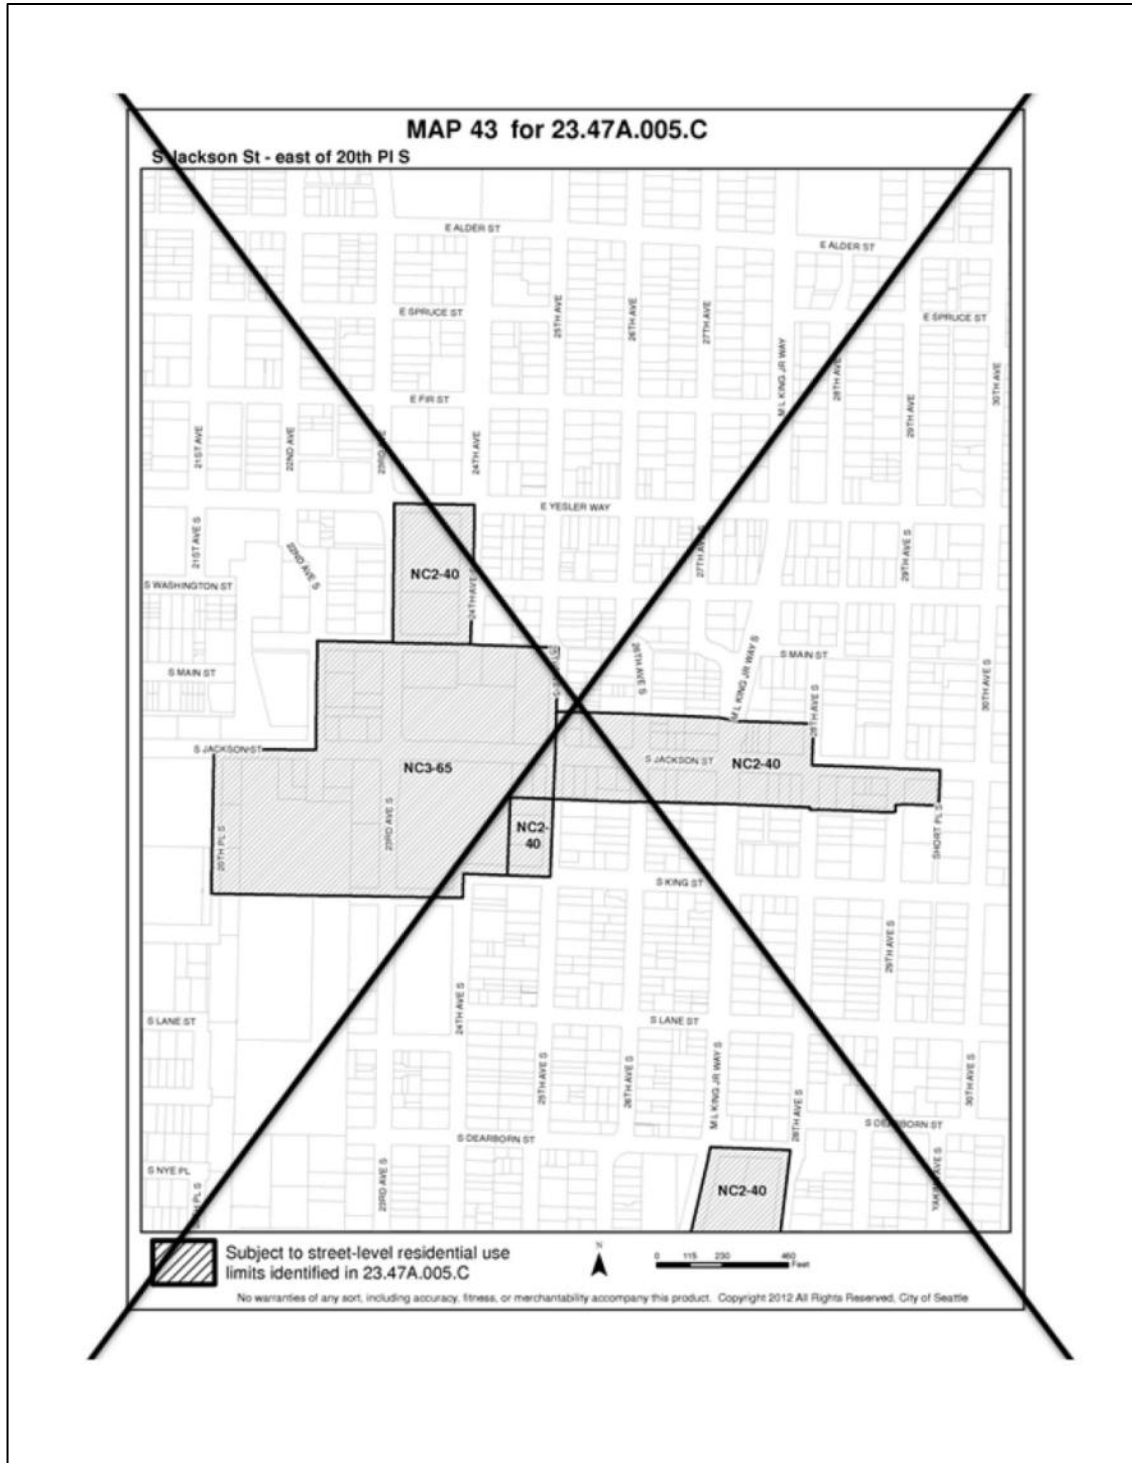 MAP 43 for 23.47A.005.C
S Jackson St - east of 20th Pl S
E ALDER ST
E ALDER ST
E SPRUCE ST
25TH AVE
26TH AVE
27TH AVE
E SPRUCE ST
M L KING JR WAY
28TH AVE
30TH AVE
E FIR ST
29TH AVE
21ST AVE
22ND AVE
23RD
24TH AVE
E YESLER WAY
21ST AVE S
22ND AVE S
27TH AVE S
29TH AVE S
S WASHINGTON ST
NC2-40
24TH AVE
S MAIN ST
26TH AVE S
M L KING JR WAY S
S MAIN ST
30TH AVE S
28TH AVE S
S JACKSON ST
NC3-65
S JACKSON ST
NC2-40
20TH PL S
23RD AVE S
NC2-
40
SHORT PL S
S KING ST
29TH AVE S
S LANE ST
24TH AVE S
S LANE ST
25TH AVE S
26TH AVE S
M L KING JR WAY S
28TH AVE S
30TH AVE S
S DEARBORN ST
S DEARBORN ST
S NYE PL
23RD AVE S
NC2-40
PL S
AVE S
Subject to street-level residential use
limits identified in 23.47A.005.C
N
0 115 230 460
Feet
No warranties of any sort, including accuracy, fitness, or merchantability accompany this product. Copyright 2012 All Rights Reserved, City of Seattle